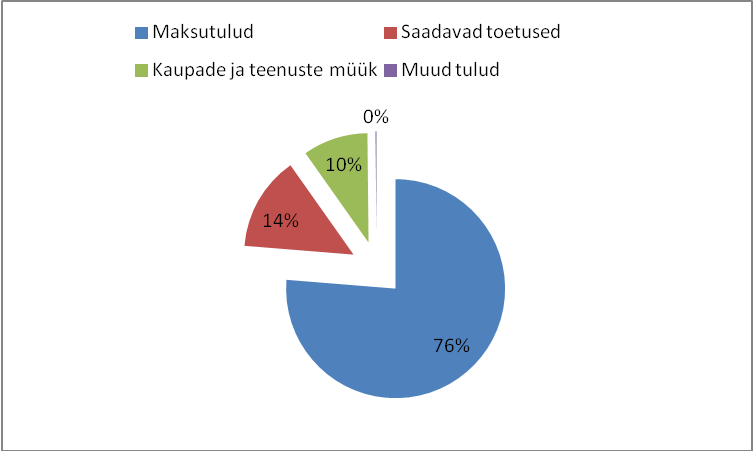 Maksutulud
Saadavad toetused
Kaupade ja teenuste müük
Muud tulud
0%
10%
14%
76%